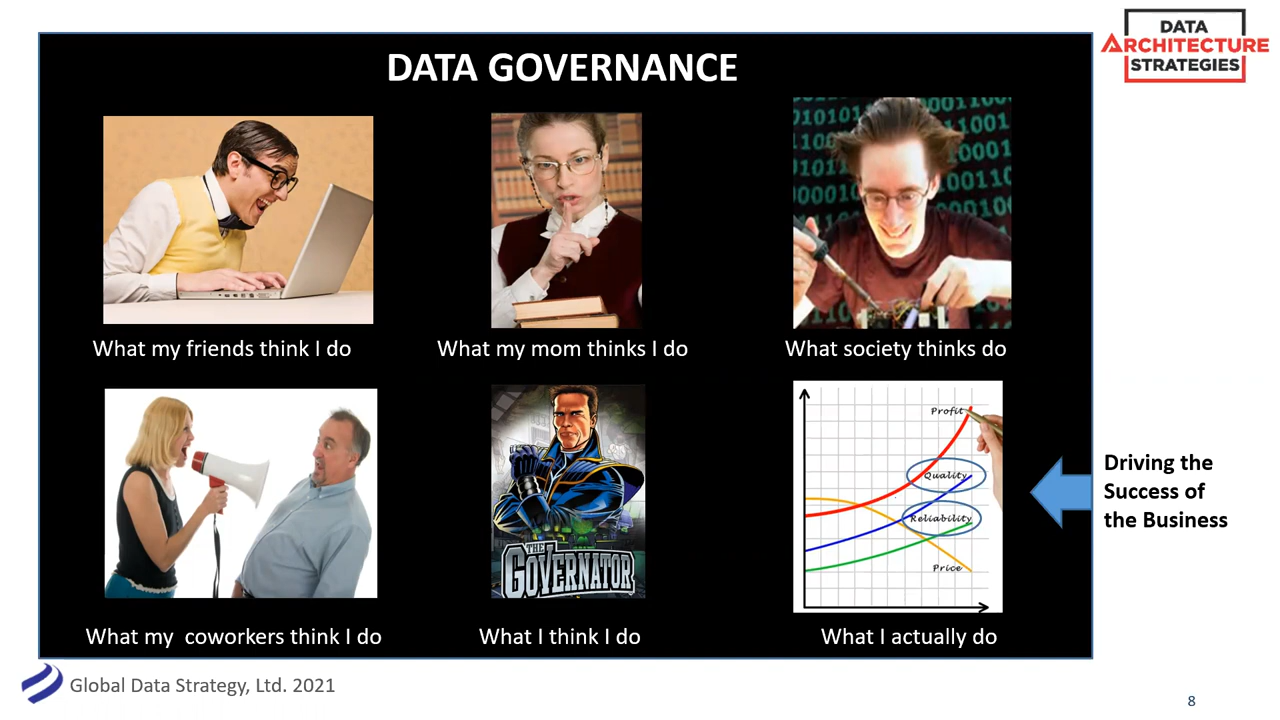 DATA
ARCHITECTURE
STRATEGIES
DATA GOVERNANCE
What my friends think I do
What my mom thinks I do
What society thinks do
Profit
Quality
Reliability
Price
THE
GOVERNATOR
What my  coworkers think I do
What I think I do
What I actually do
Driving the
Success of
the Business
Global Data Strategy, Ltd. 2021
8